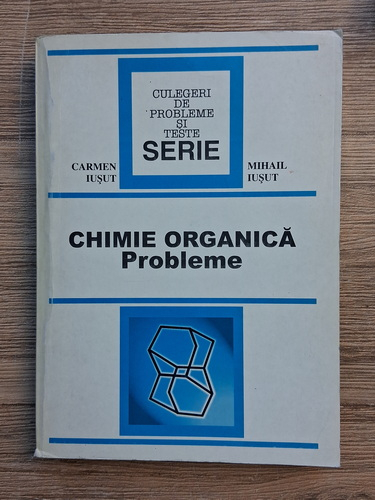 CULEGERI
DE
PROBLEME
ȘI
TESTE
SERIE
CARMEN
IUȘUT
MIHAIL
IUȘUT
CHIMIE ORGANICĂ
Probleme